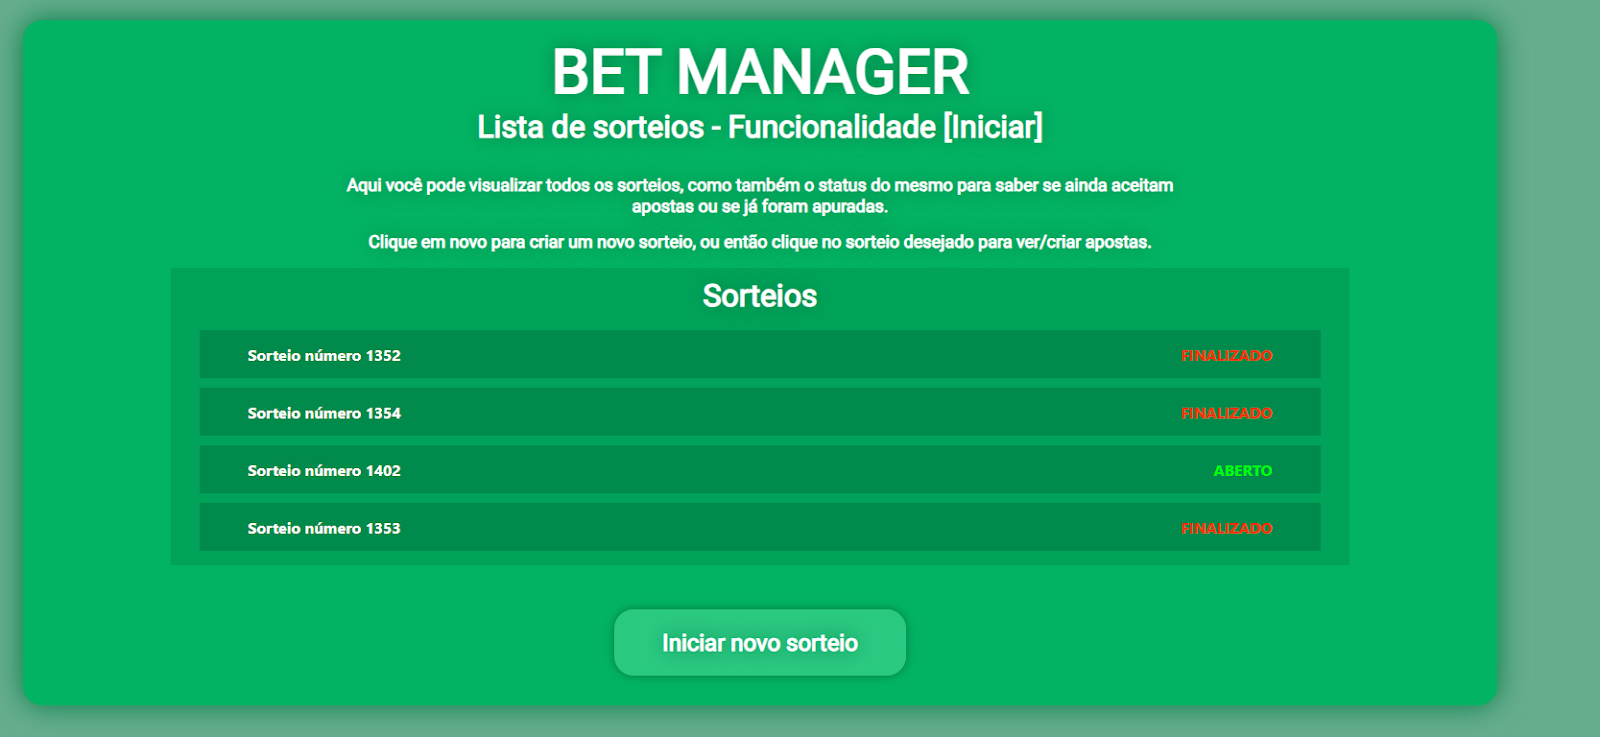 BET MANAGER
Lista de sorteios - Funcionalidade [Iniciar]
Aqui você pode visualizar todos os sorteios, como também o status do mesmo para saber se ainda aceitam
apostas ou se já foram apuradas.
Clique em novo para criar um novo sorteio, ou então clique no sorteio desejado para ver/criar apostas.
Sorteios
Sorteio número 1352 FINALIZADO
Sorteio número 1354 FINALIZADO
Sorteio número 1402 ABERTO
Sorteio número 1353 FINALIZADO
Iniciar novo sorteio